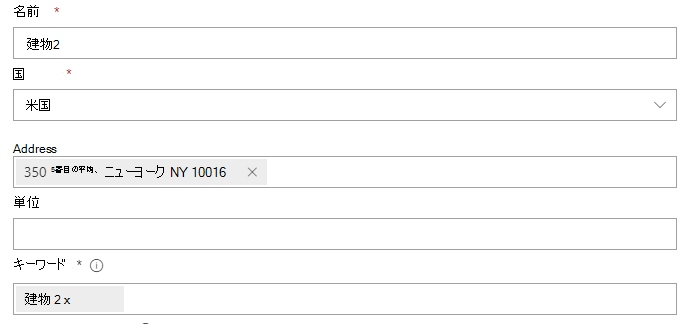 名前 *
建物2
国 *
米国
Address
350 5番目の平均、ニューヨーク NY 10016
単位
キーワード *
建物 2 x